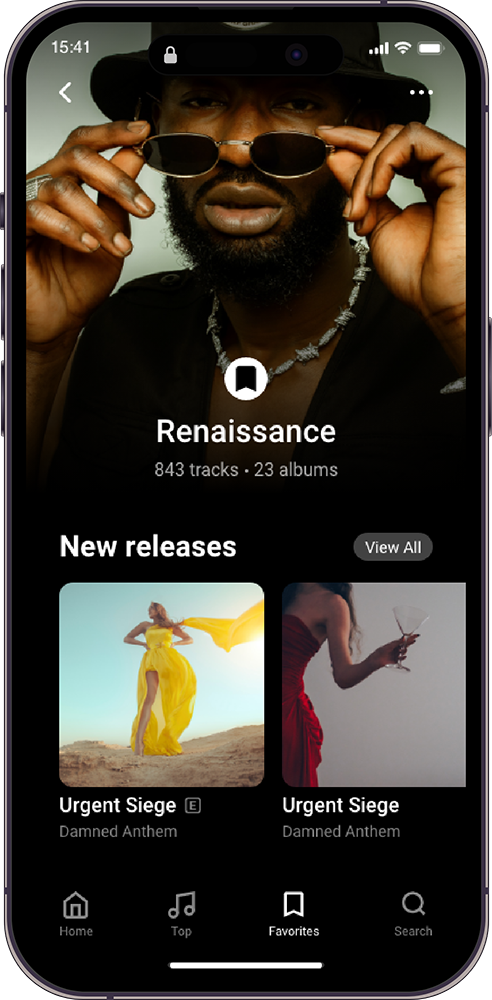 15:41
Renaissance
843 tracks • 23 albums
New releases
View All
Urgent Siege E
Damned Anthem
Urgent Siege
Damned Anthem
Home
Top
Favorites
Search